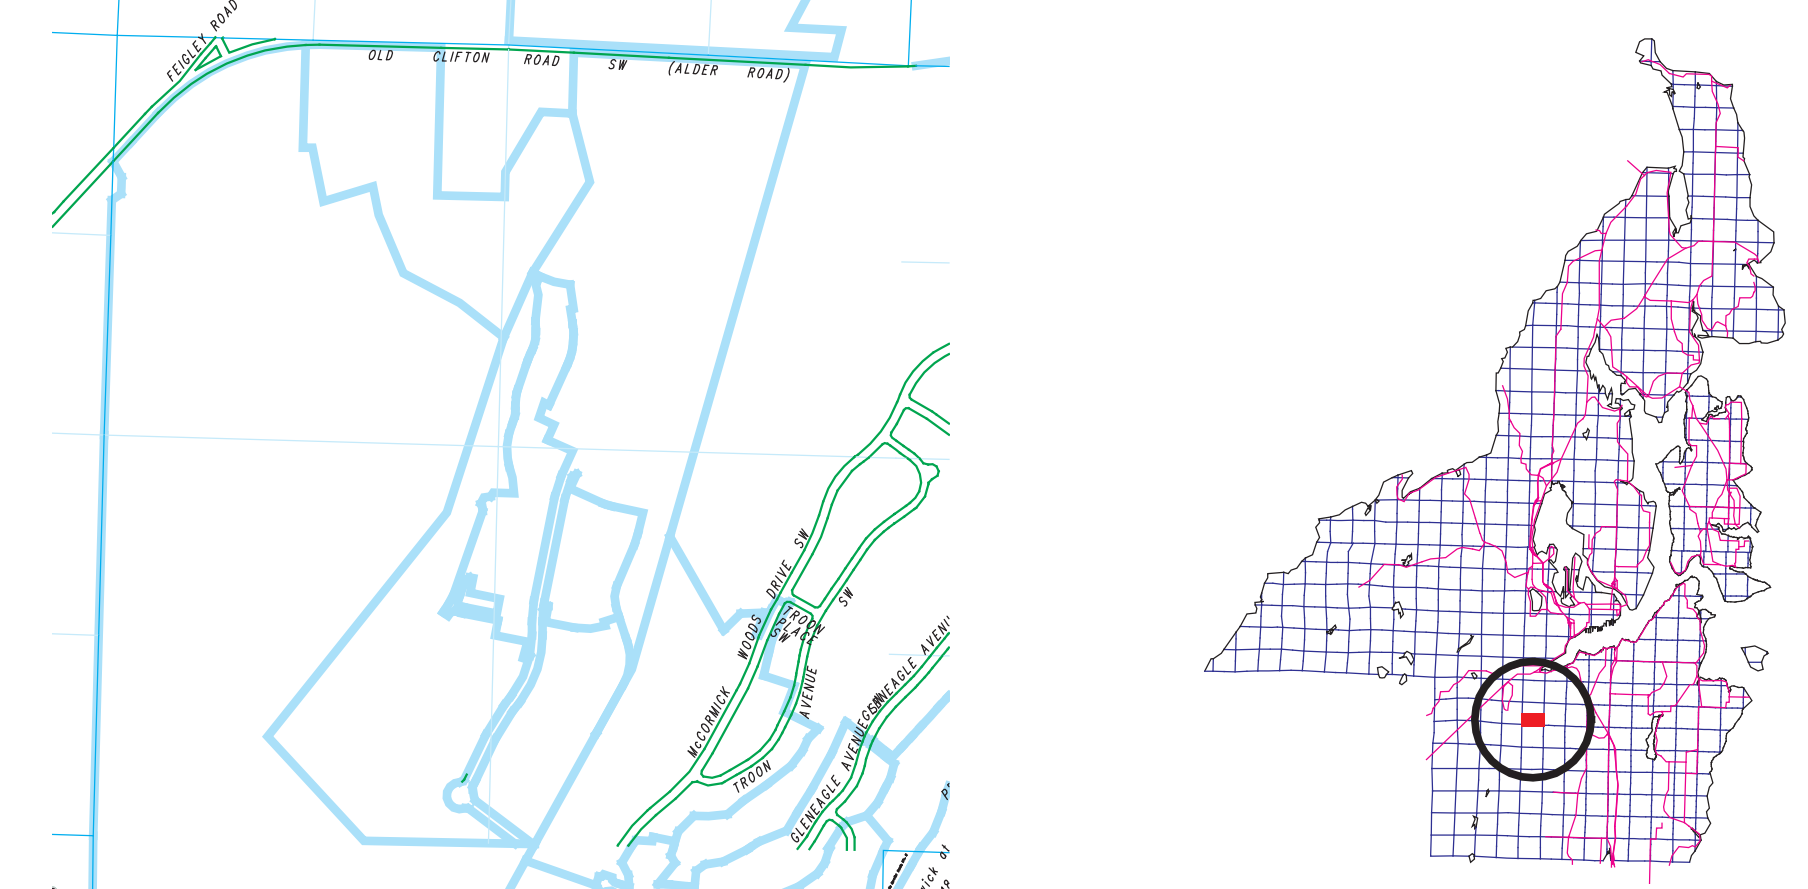 FEIGLEY ROAD
OLD CLIFTON ROAD SW (ALDER ROAD)
McCORMICK WOODS DRIVE SW
TROON
PLACE
SW
TROON AVENUE SW
GLENEAGLE AVENUE SW
GLENEAGLE AVENU